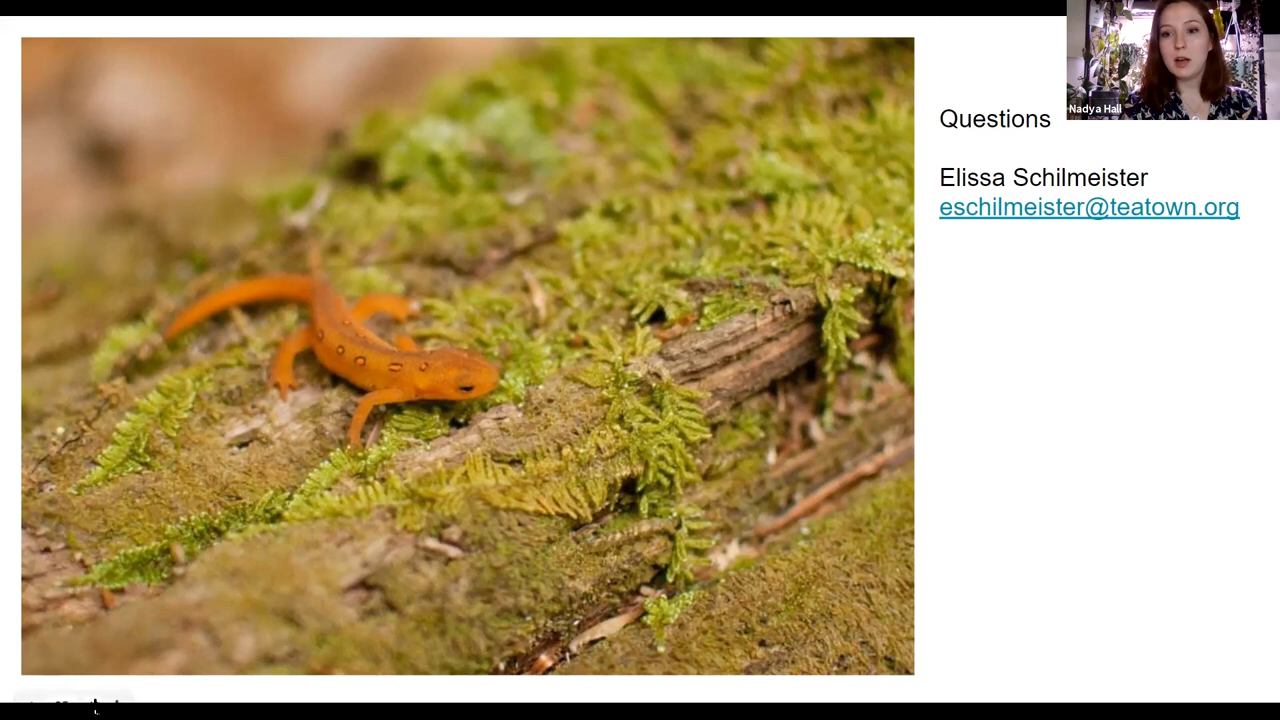 Questions
Nadya Hall
Elissa Schilmeister
eschilmeister@teatown.org